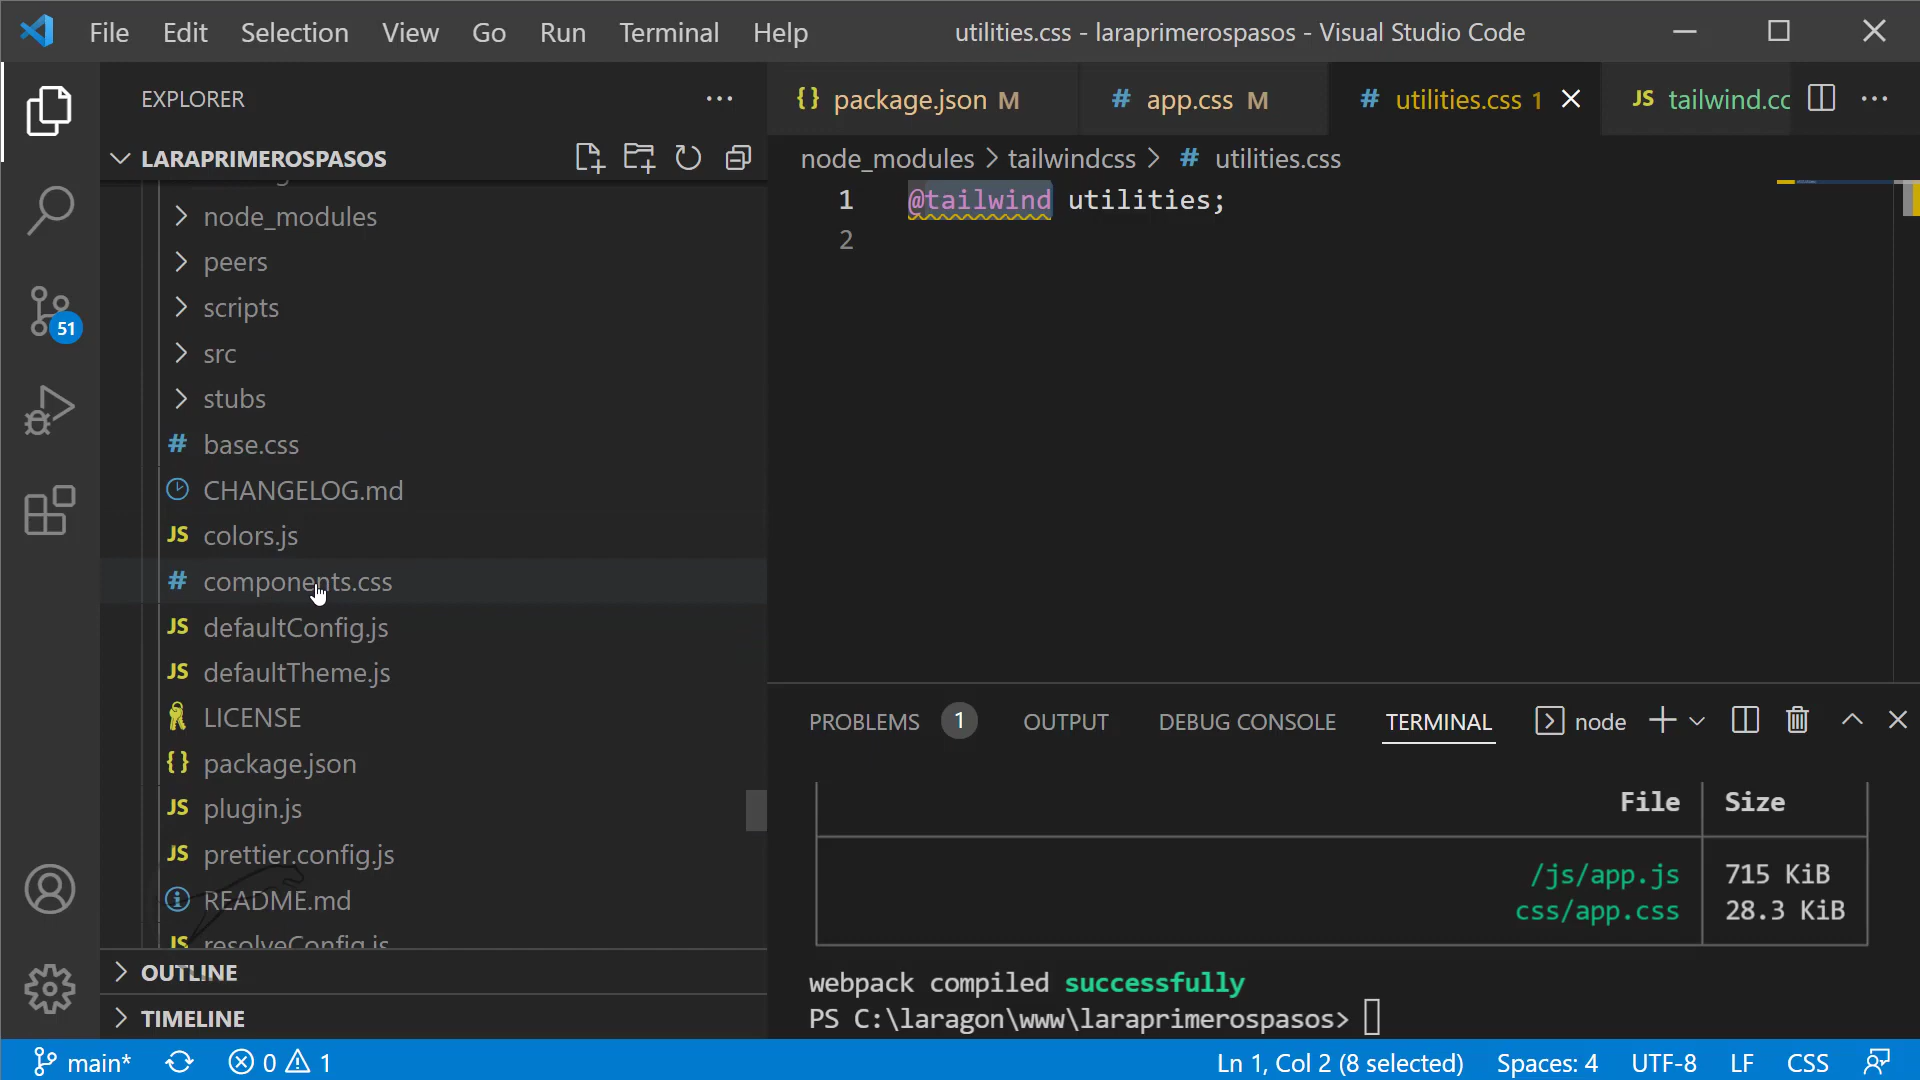 File Edit Selection View Go Run Terminal Help
utilities.css - laraprimerospasos - Visual Studio Code
EXPLORER
LARAPRIMEROSPASOS
node_modules
peers
scripts
src
stubs
base.css
CHANGELOG.md
colors.js
components.css
defaultConfig.js
defaultTheme.js
LICENSE
package.json
plugin.js
prettier.config.js
README.md
resolveConfig.js
OUTLINE
TIMELINE
51
package.json M
app.css M
utilities.css 1
tailwind.cc
node_modules > tailwindcss > # utilities.css
1 @tailwind utilities;
2
PROBLEMS 1 OUTPUT DEBUG CONSOLE TERMINAL node
File Size
/js/app.js 715 KiB
css/app.css 28.3 KiB
webpack compiled successfully
PS C:\laragon\www\laraprimerospasos>
main* 0 1
Ln 1, Col 2 (8 selected) Spaces: 4 UTF-8 LF CSS